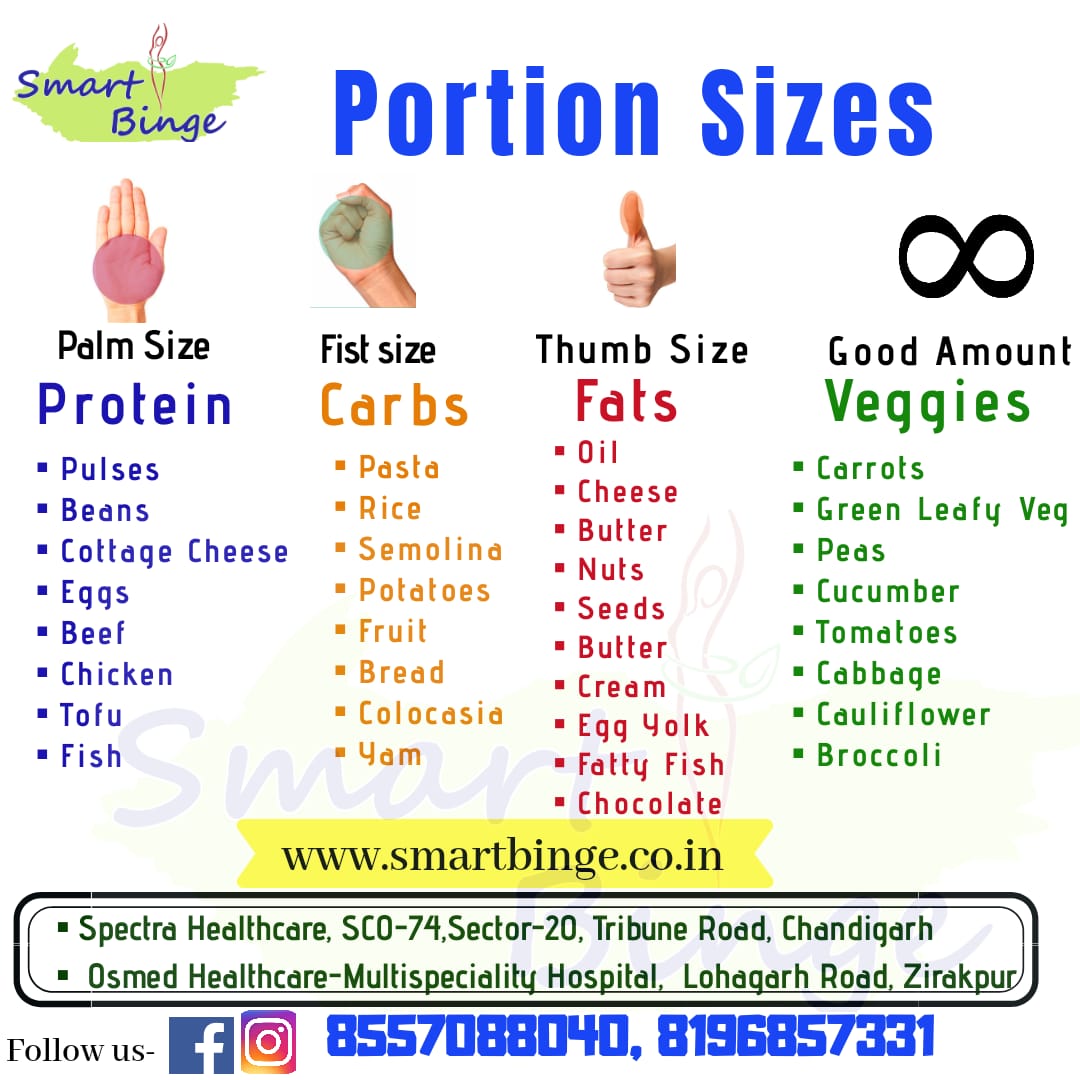 Smart
Binge
Portion Sizes
Palm Size
Protein
▪ Pulses
▪ Beans
▪ Cottage Cheese
▪ Eggs
▪ Beef
▪ Chicken
▪ Tofu
▪ Fish
Fist size
Carbs
▪ Pasta
▪ Rice
▪ Semolina
▪ Potatoes
▪ Fruit
▪ Bread
▪ Colocasia
▪ Yam
Thumb Size
Fats
▪ Oil
▪ Cheese
▪ Butter
▪ Nuts
▪ Seeds
▪ Butter
▪ Cream
▪ Egg Yolk
▪ Fatty Fish
▪ Chocolate
Good Amount
Veggies
▪ Carrots
▪ Green Leafy Veg
▪ Peas
▪ Cucumber
▪ Tomatoes
▪ Cabbage
▪ Cauliflower
▪ Broccoli
Smart
Binge
www.smartbinge.co.in
▪ Spectra Healthcare, SCO-74,Sector-20, Tribune Road, Chandigarh
▪ Osmed Healthcare-Multispeciality Hospital, Lohagarh Road, Zirakpur
Follow us-
8557088040, 8196857331